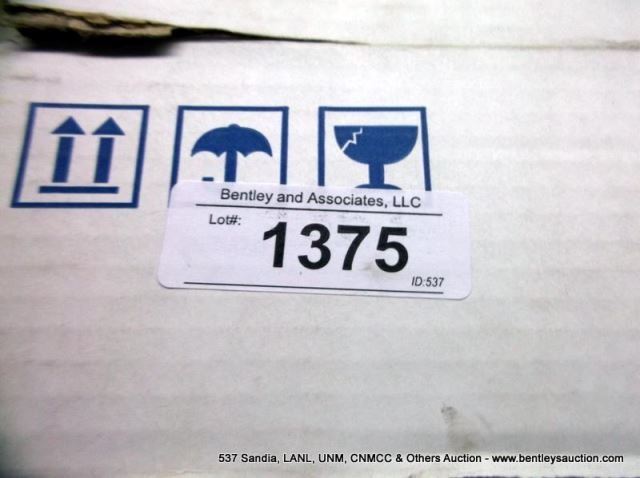 Bentley and Associates, LLC
Lot#: 1375
ID:537
537 Sandia, LANL, UNM, CNMCC & Others Auction - www.bentleysauction.com